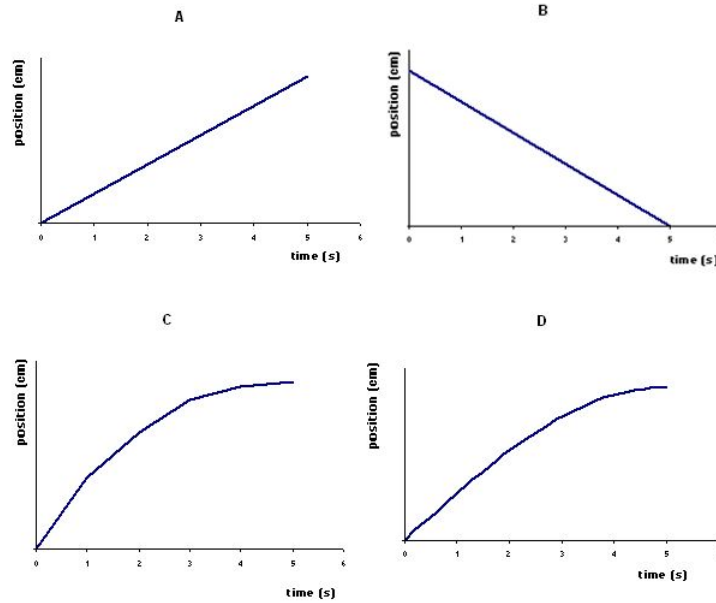 A
position (cm)
0 1 2 3 4 5 6
time (s)
B
position (cm)
0 1 2 3 4 5
time (s)
C
position (cm)
0 1 2 3 4 5 6
time (s)
D
position (cm)
0 1 2 3 4 5
time (s)